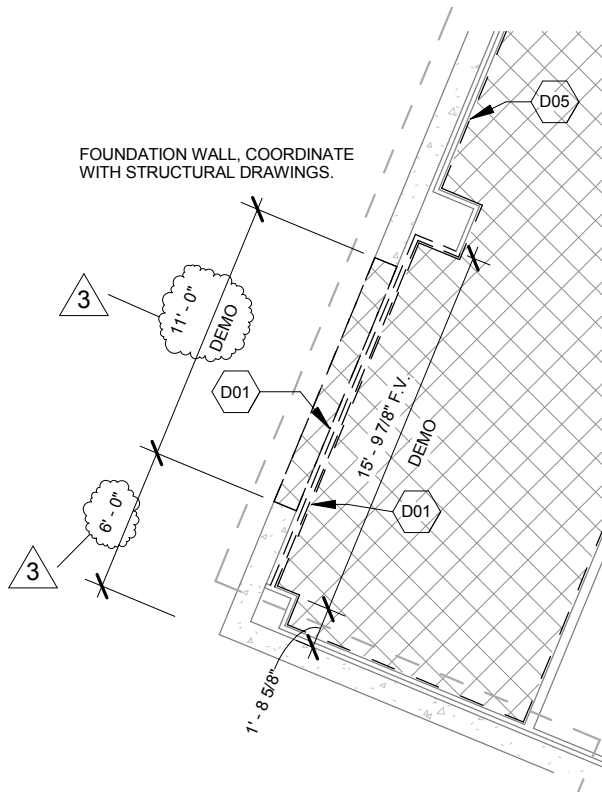 D05
FOUNDATION WALL, COORDINATE
WITH STRUCTURAL DRAWINGS.
3
11' - 0"
DEMO
D01
15' - 9 7/8" F.V.
DEMO
D01
6' - 0"
3
1' - 8 5/8"